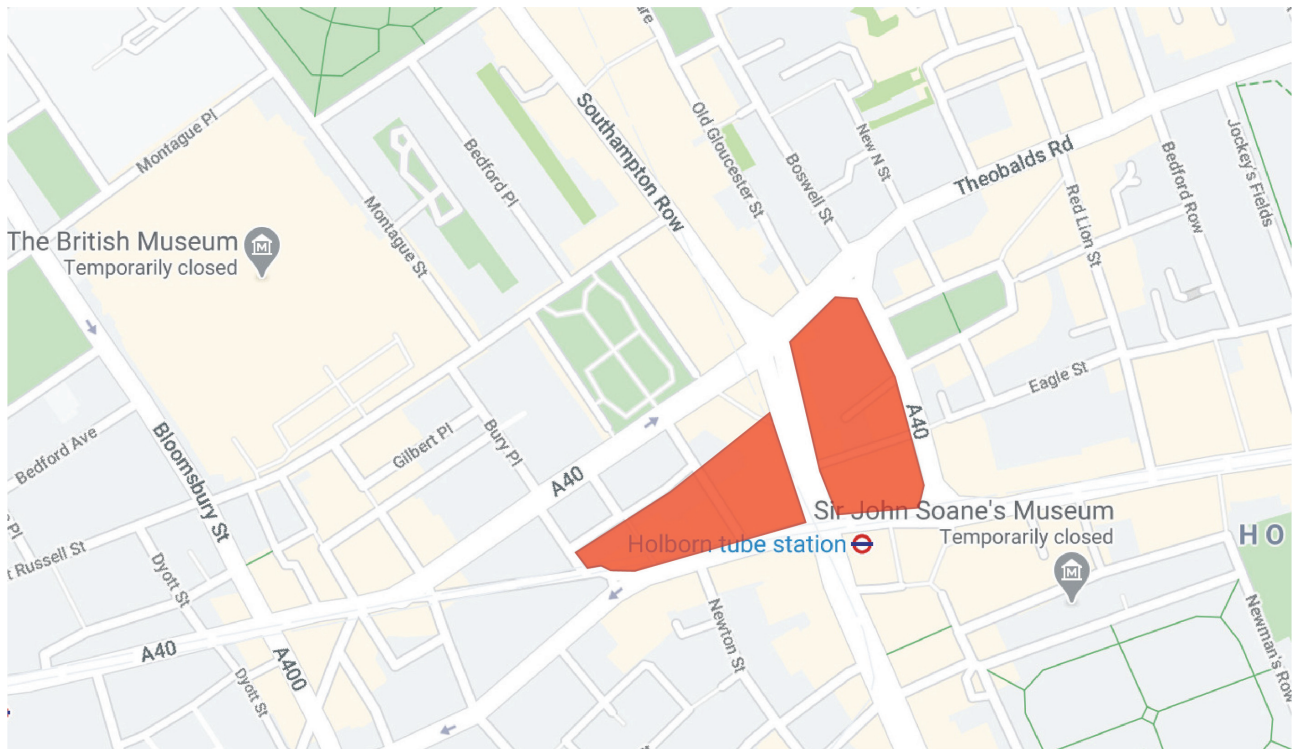 Montague Pl
Bedford Pl
Southampton Row
Old Gloucester St
New N St
Boswell St
Theobalds Rd
Jockey's Fields
Bedford Row
Red Lion St
Montague St
The British Museum
Temporarily closed
Eagle St
A40
Gilbert Pl
Bury Pl
Bedford Ave
Bloomsbury St
A40
Sir John Soane's Museum
Temporarily closed
Holborn tube station
H O
t Russell St
Pl
Dyott St
Newton St
Newman's Row
A40
A400
Dyott St